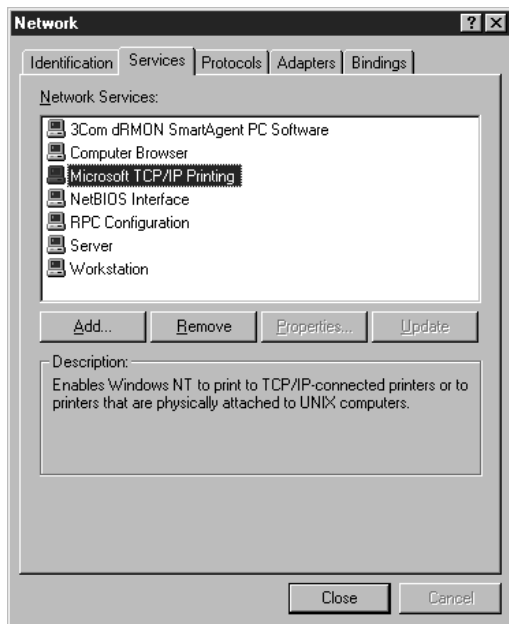 Network
Identification Services Protocols Adapters Bindings
Network Services:
3Com dRMON SmartAgent PC Software
Computer Browser
Microsoft TCP/IP Printing
NetBIOS Interface
RPC Configuration
Server
Workstation
Add... Remove Properties... Update
Description:
Enables Windows NT to print to TCP/IP-connected printers or to
printers that are physically attached to UNIX computers.
Close Cancel